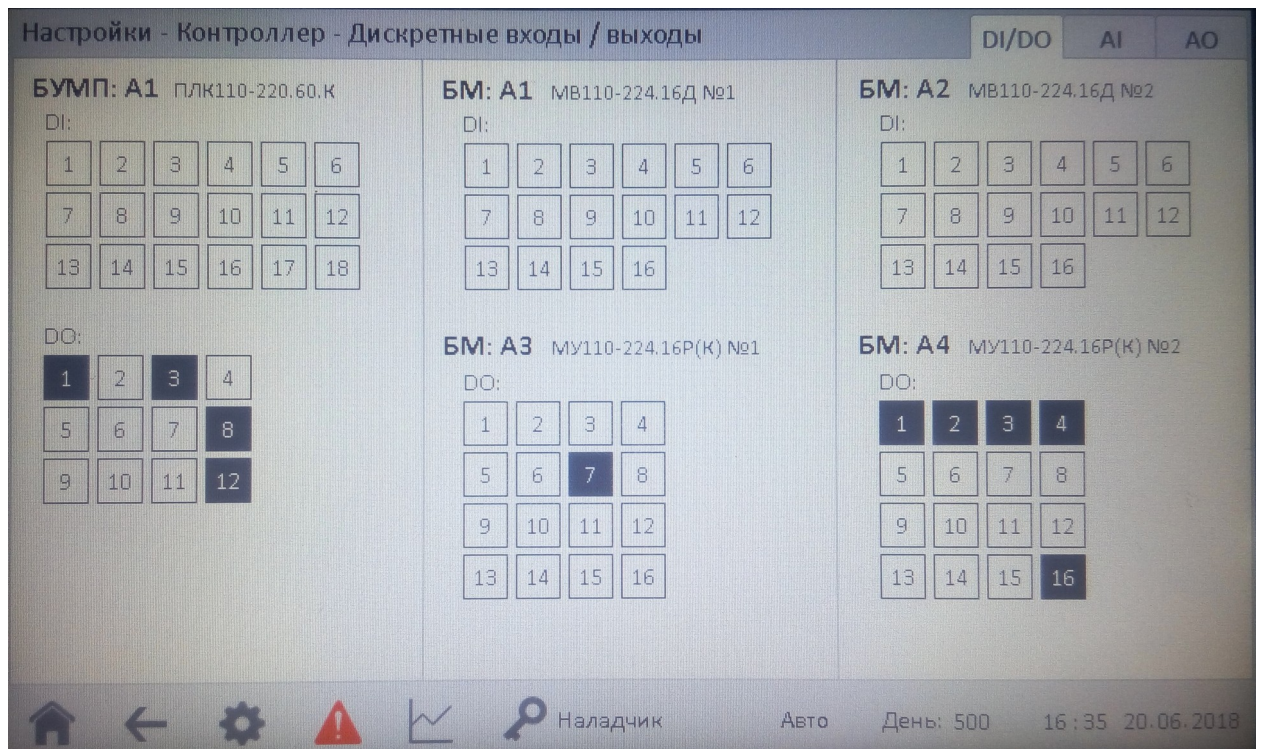 Настройки - Контроллер - Дискретные входы / выходы
DI/DO AI AO
БУМП: А1 ПЛК110-220.60.К
DI:
1 2 3 4 5 6
7 8 9 10 11 12
13 14 15 16 17 18
DO:
1 2 3 4
5 6 7 8
9 10 11 12
БМ: А1 МВ110-224.16Д №1
DI:
1 2 3 4 5 6
7 8 9 10 11 12
13 14 15 16
БМ: А3 МУ110-224.16Р(К) №1
DO:
1 2 3 4
5 6 7 8
9 10 11 12
13 14 15 16
БМ: А2 МВ110-224.16Д №2
DI:
1 2 3 4 5 6
7 8 9 10 11 12
13 14 15 16
БМ: А4 МУ110-224.16Р(К) №2
DO:
1 2 3 4
5 6 7 8
9 10 11 12
13 14 15 16
Наладчик Авто День: 500 16:35 20.06.2018